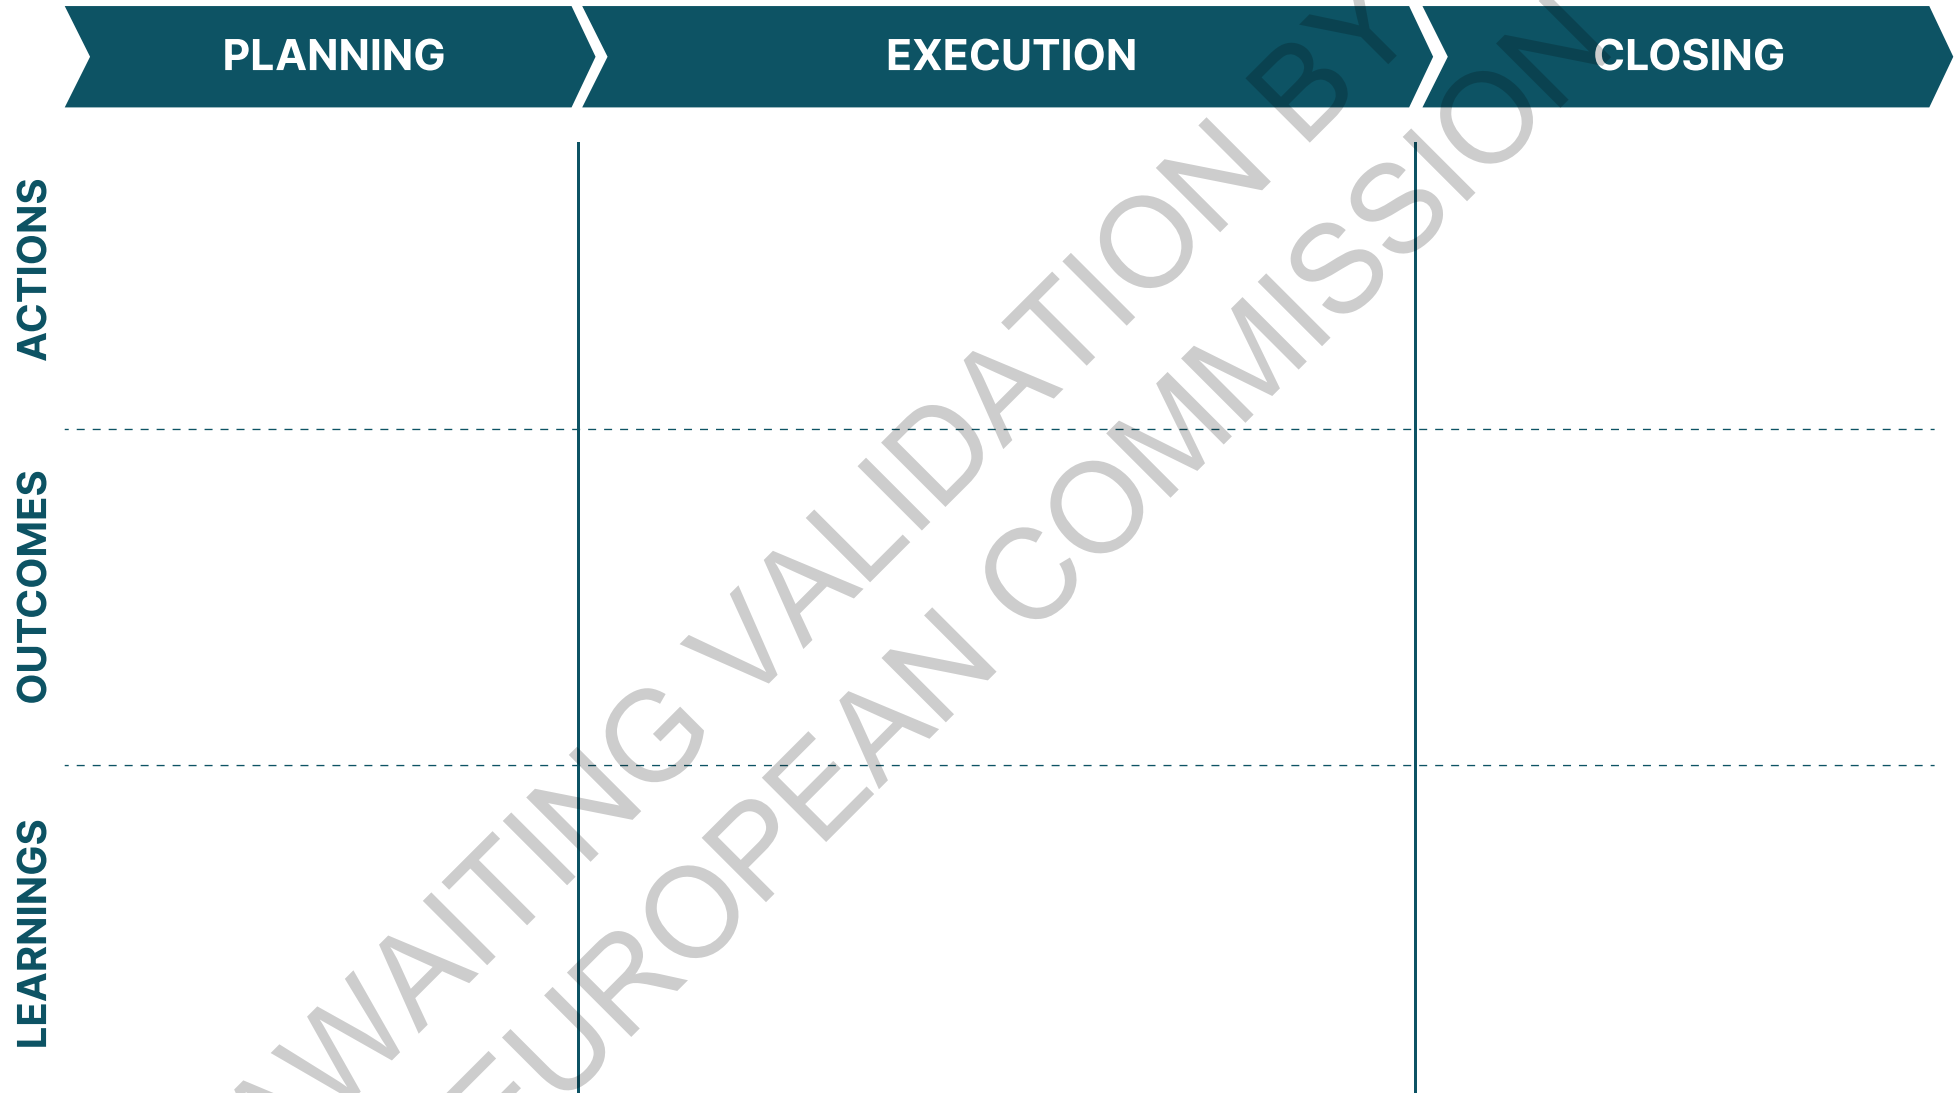 PLANNING
EXECUTION
CLOSING
ACTIONS
OUTCOMES
LEARNINGS
AWAITING VALIDATION BY
EUROPEAN COMMISSION